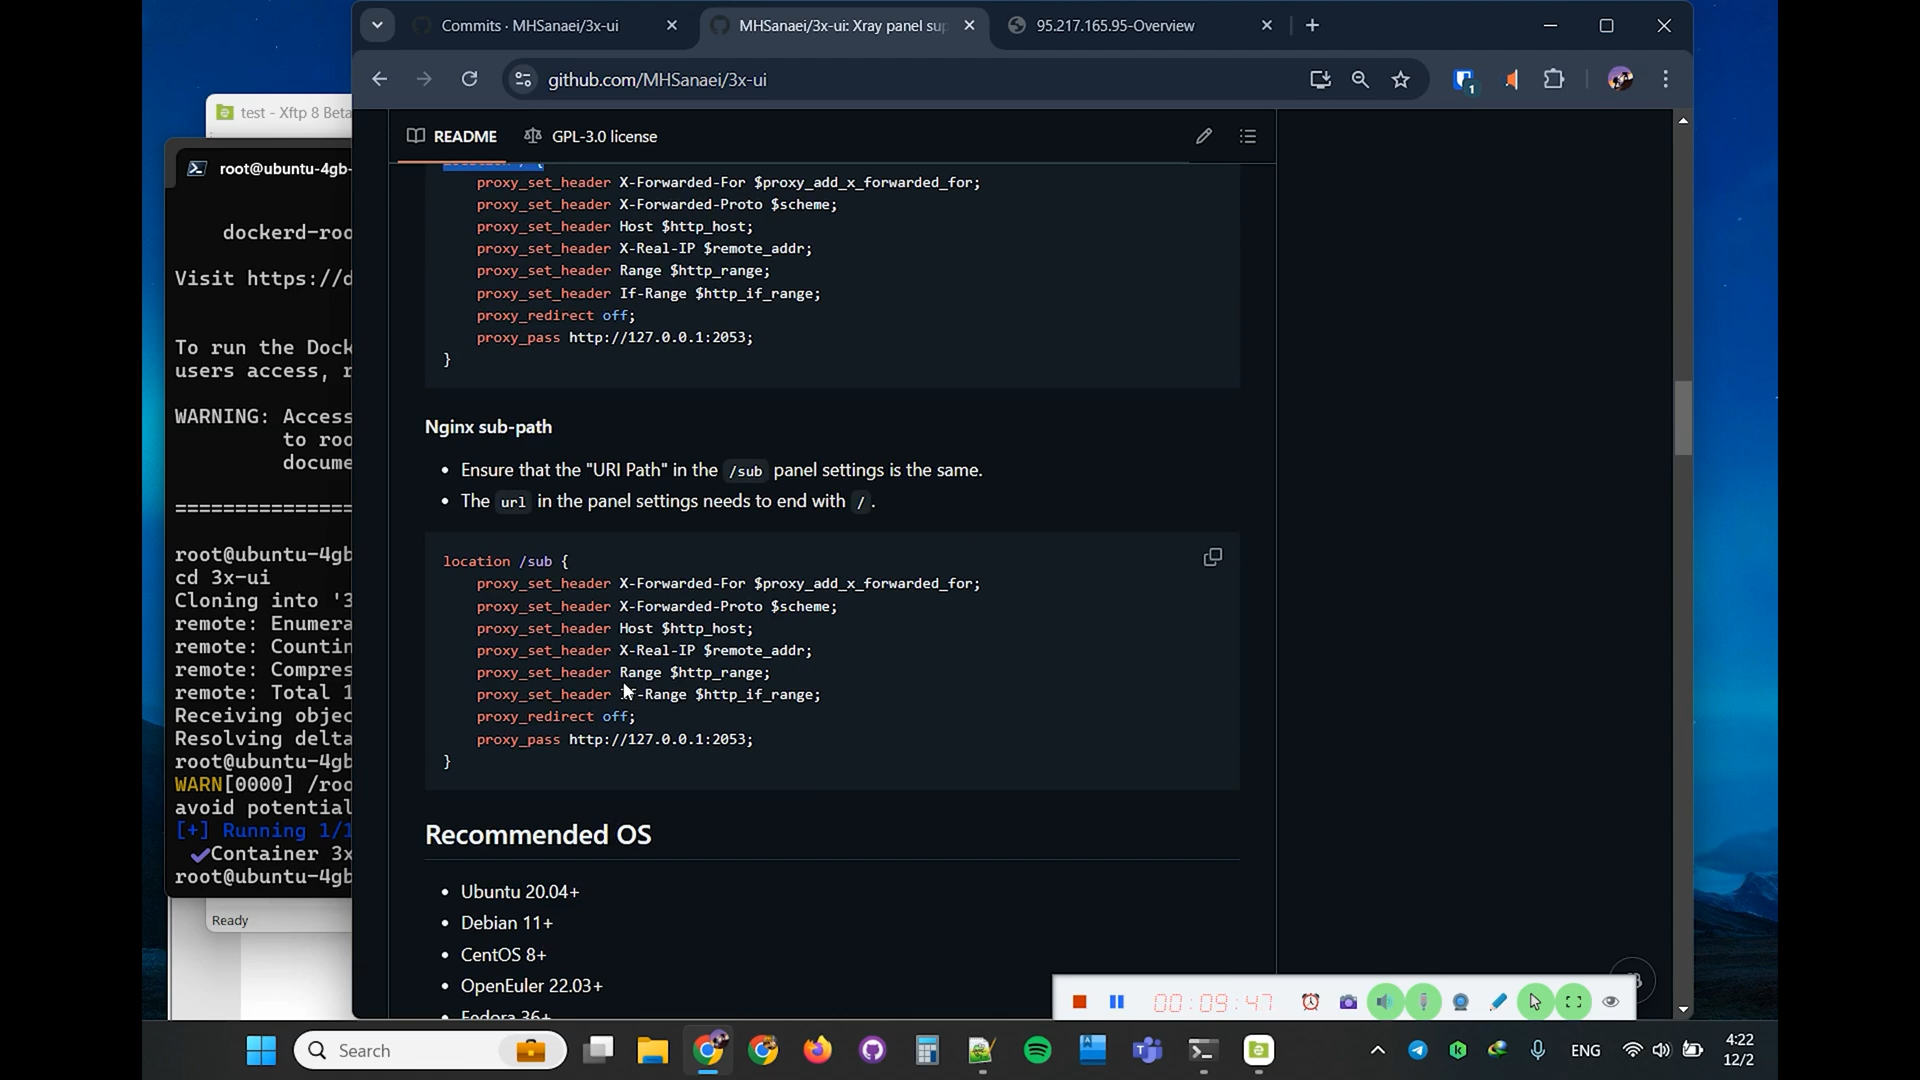 Commits · MHSanaei/3x-ui
MHSanaei/3x-ui: Xray panel sup
95.217.165.95-Overview
github.com/MHSanaei/3x-ui
1
test - Xftp 8 Beta
root@ubuntu-4gb-
dockerd-roo
Visit https://d
To run the Dock
users access, r
WARNING: Access
to roo
docume
===============
root@ubuntu-4gb
cd 3x-ui
Cloning into '3
remote: Enumera
remote: Countin
remote: Compres
remote: Total 1
Receiving objec
Resolving delta
root@ubuntu-4gb
WARN[0000] /roo
avoid potential
[+] Running 1/1
✔Container 3x
root@ubuntu-4gb
Ready
README
GPL-3.0 license
proxy_set_header X-Forwarded-For $proxy_add_x_forwarded_for;
proxy_set_header X-Forwarded-Proto $scheme;
proxy_set_header Host $http_host;
proxy_set_header X-Real-IP $remote_addr;
proxy_set_header Range $http_range;
proxy_set_header If-Range $http_if_range;
proxy_redirect off;
proxy_pass http://127.0.0.1:2053;
}
Nginx sub-path
• Ensure that the "URI Path" in the /sub panel settings is the same.
• The url in the panel settings needs to end with /.
location /sub {
proxy_set_header X-Forwarded-For $proxy_add_x_forwarded_for;
proxy_set_header X-Forwarded-Proto $scheme;
proxy_set_header Host $http_host;
proxy_set_header X-Real-IP $remote_addr;
proxy_set_header Range $http_range;
proxy_set_header If-Range $http_if_range;
proxy_redirect off;
proxy_pass http://127.0.0.1:2053;
}
Recommended OS
• Ubuntu 20.04+
• Debian 11+
• CentOS 8+
• OpenEuler 22.03+
Fedora 36+
00:09:47
Search
ENG
4:22
12/2